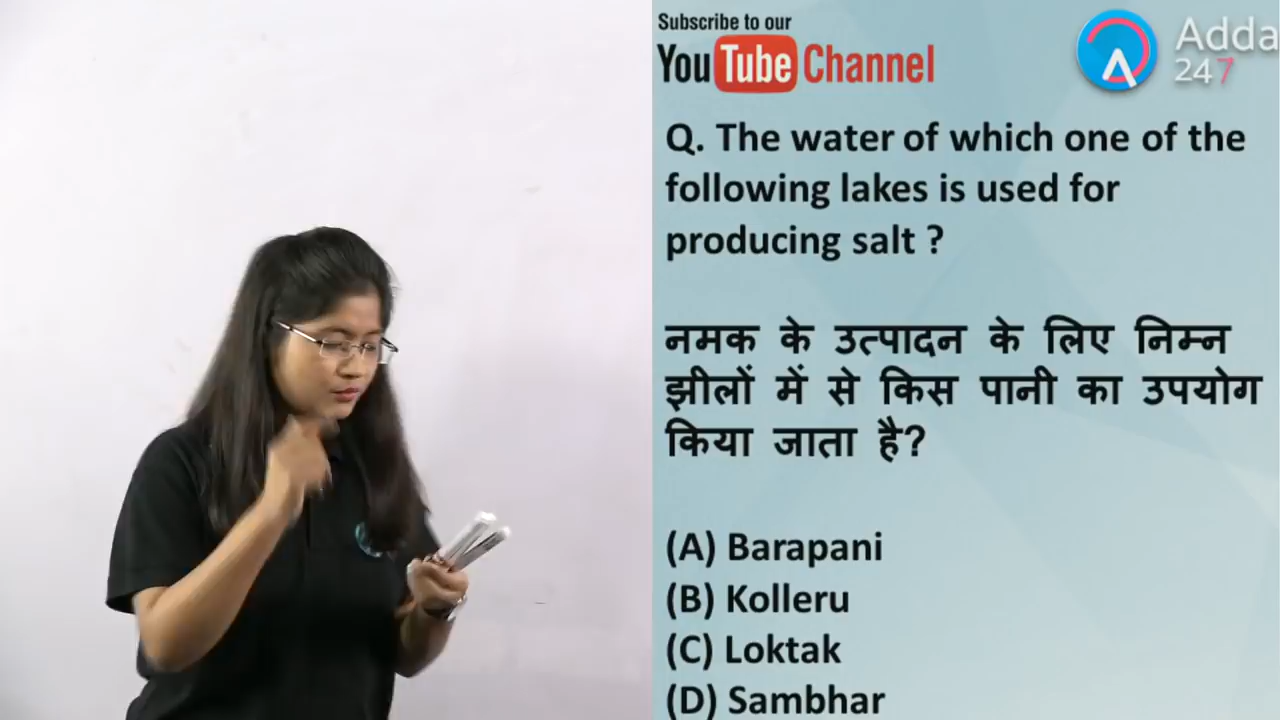 Subscribe to our
YouTube Channel
Adda
247
Q. The water of which one of the
following lakes is used for
producing salt ?
नमक के उत्पादन के लिए निम्न
झीलों में से किस पानी का उपयोग
किया जाता है?
(A) Barapani
(B) Kolleru
(C) Loktak
(D) Sambhar